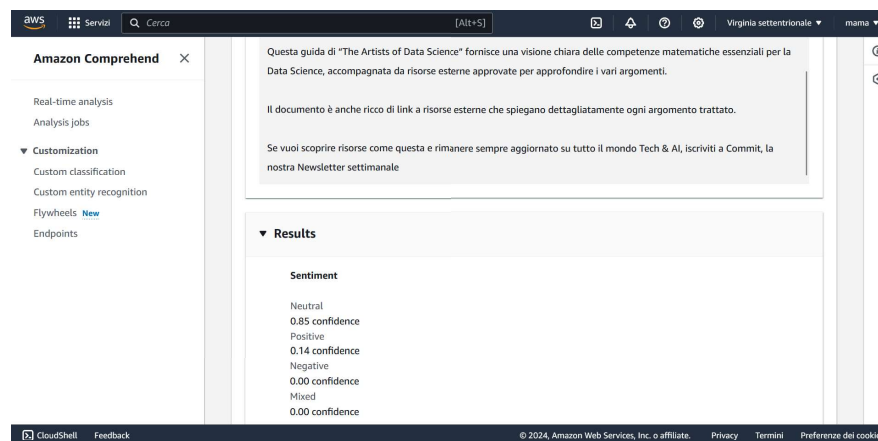 aws Servizi Cerca [Alt+S] Virginia settentrionale mama
Amazon Comprehend
Real-time analysis
Analysis jobs
Customization
Custom classification
Custom entity recognition
Flywheels New
Endpoints
Questa guida di "The Artists of Data Science" fornisce una visione chiara delle competenze matematiche essenziali per la
Data Science, accompagnata da risorse esterne approvate per approfondire i vari argomenti.
Il documento è anche ricco di link a risorse esterne che spiegano dettagliatamente ogni argomento trattato.
Se vuoi scoprire risorse come questa e rimanere sempre aggiornato su tutto il mondo Tech & AI, iscriviti a Commit, la
nostra Newsletter settimanale
Results
Sentiment
Neutral
0.85 confidence
Positive
0.14 confidence
Negative
0.00 confidence
Mixed
0.00 confidence
CloudShell Feedback © 2024, Amazon Web Services, Inc. o affiliate. Privacy Termini Preferenze dei cookie